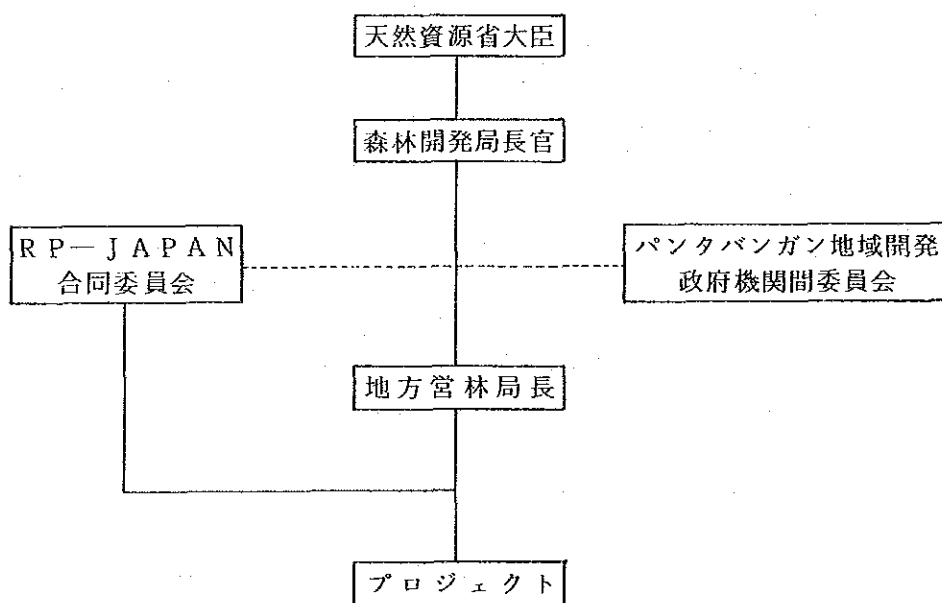 天然資源省大臣
森林開発局長官
RP―JAPAN
合同委員会
パンタバンガン地域開発
政府機関間委員会
地方営林局長
プロジェクト